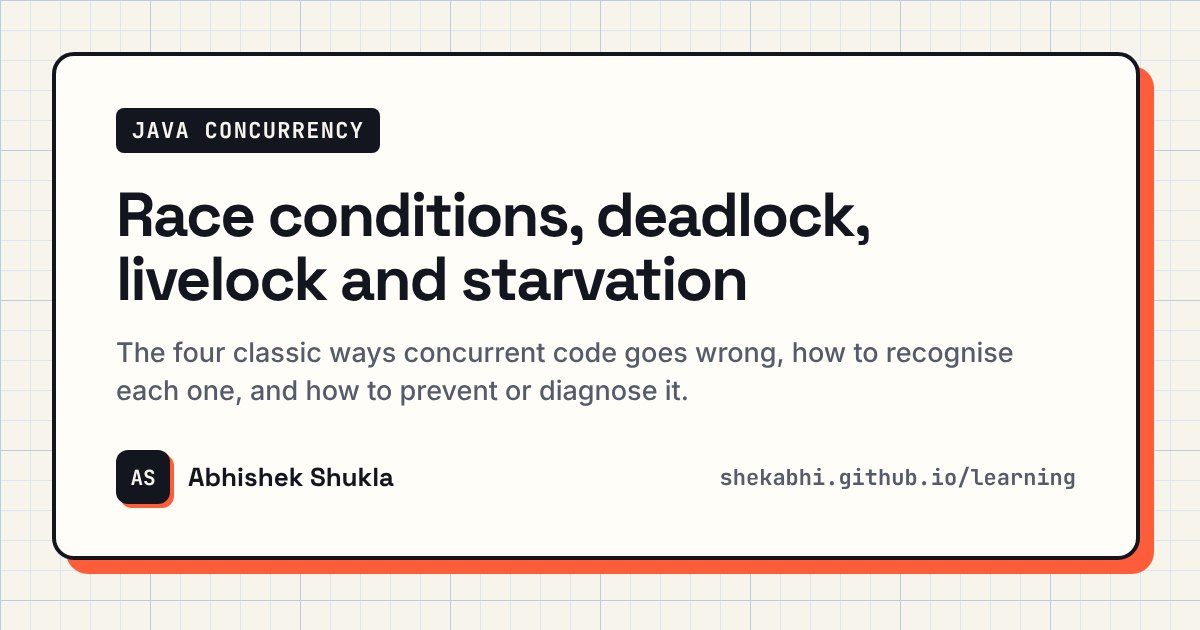 JAVA CONCURRENCY
Race conditions, deadlock,
livelock and starvation
The four classic ways concurrent code goes wrong, how to recognise
each one, and how to prevent or diagnose it.
AS
Abhishek Shukla
shekabhi.github.io/learning